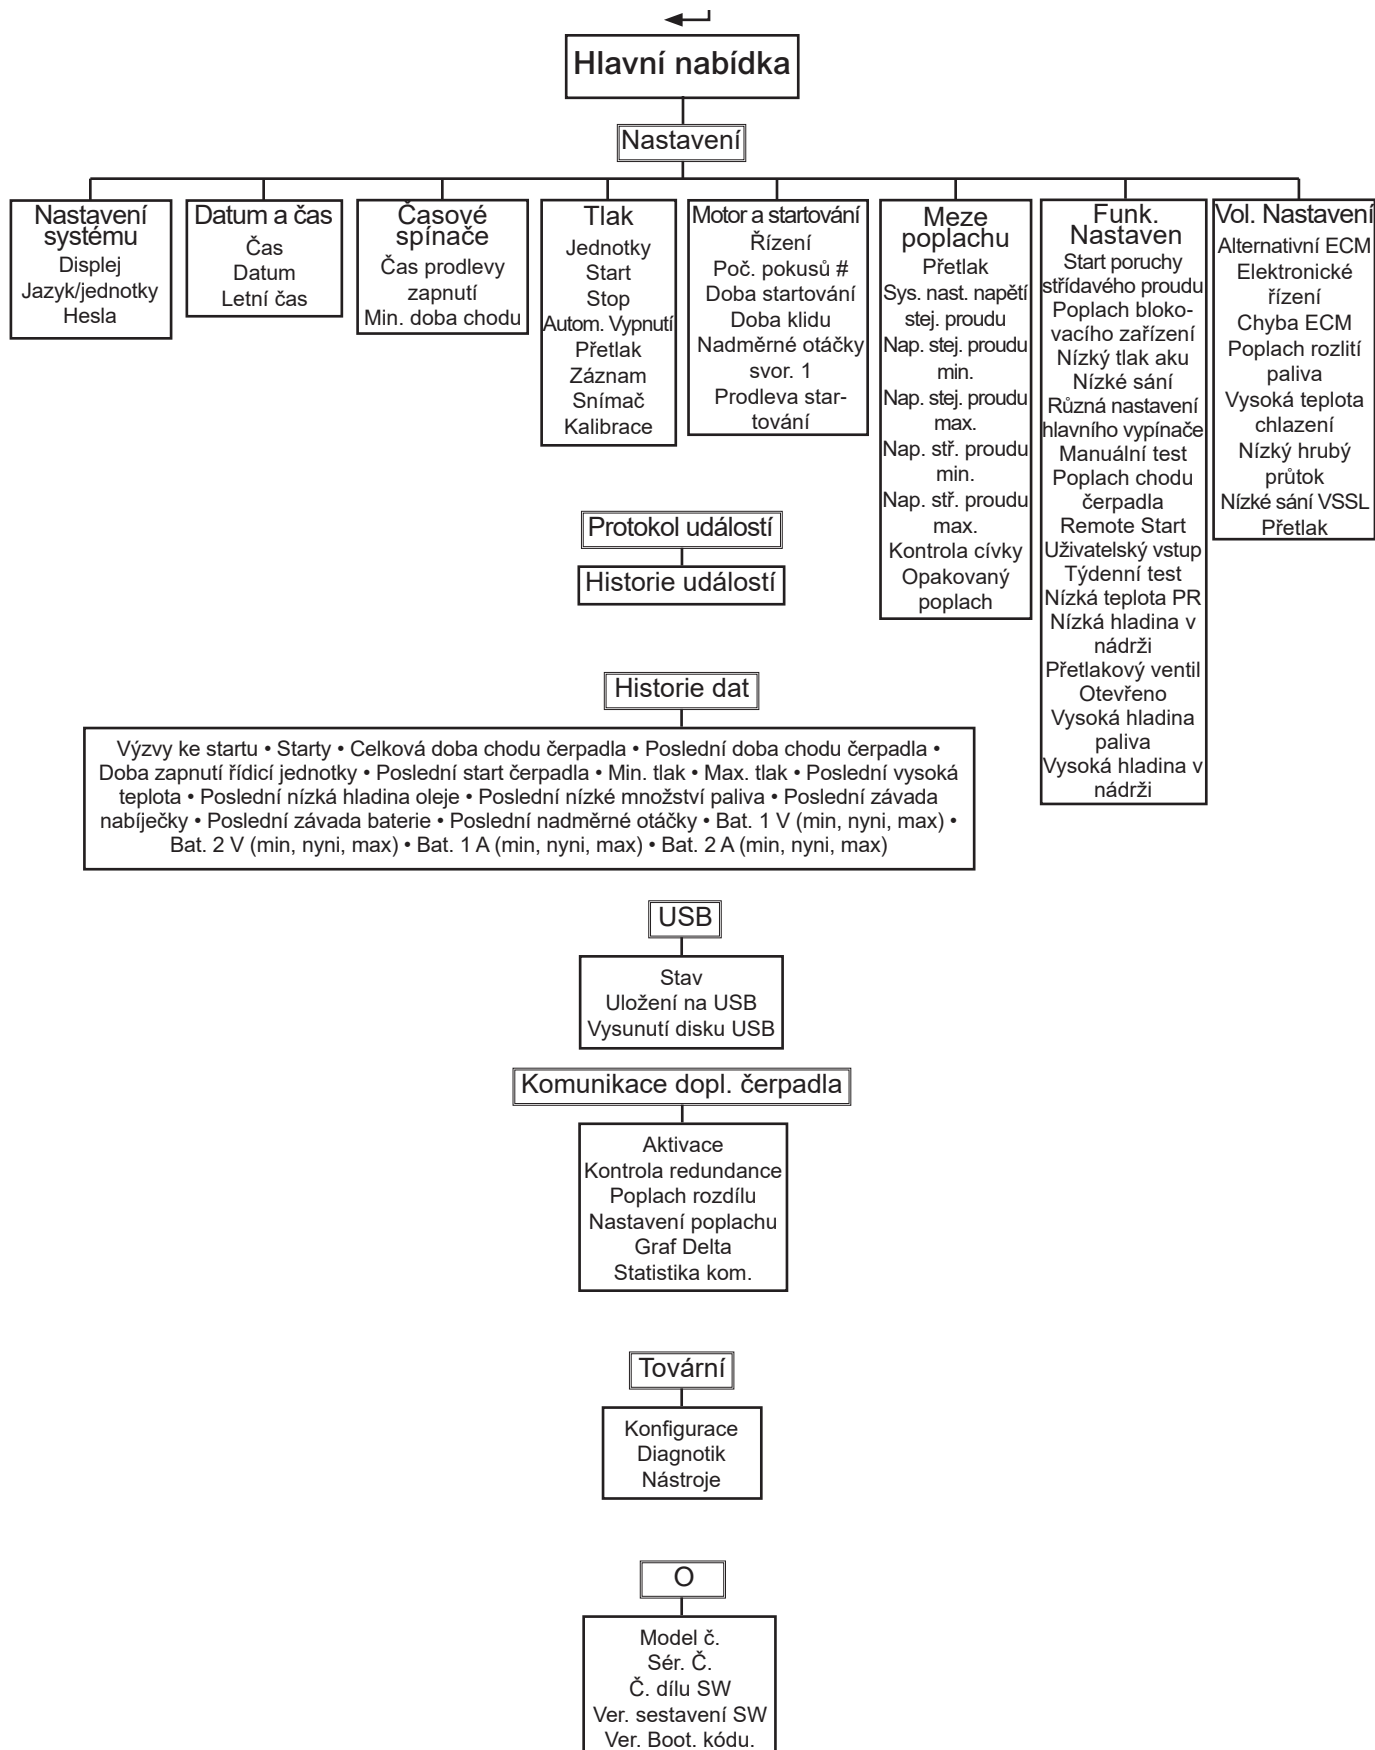 Hlavní nabídka
Nastavení
Nastavení
systému
Displej
Jazyk/jednotky
Hesla
Datum a čas
Čas
Datum
Letní čas
Časové
spínače
Čas prodlevy
zapnutí
Min. doba chodu
Tlak
Jednotky
Start
Stop
Autom. Vypnutí
Přetlak
Záznam
Snímač
Kalibrace
Motor a startování
Řízení
Poč. pokusů #
Doba startování
Doba klidu
Nadměrné otáčky
svor. 1
Prodleva star-
tování
Meze
poplachu
Přetlak
Sys. nast. napětí
stej. proudu
Nap. stej. proudu
min.
Nap. stej. proudu
max.
Nap. stř. proudu
min.
Nap. stř. proudu
max.
Kontrola cívky
Opakovaný
poplach
Funk.
Nastaven
Start poruchy
střídavého proudu
Poplach bloko-
vacího zařízení
Nízký tlak aku
Nízké sání
Různá nastavení
hlavního vypínače
Manuální test
Poplach chodu
čerpadla
Remote Start
Uživatelský vstup
Týdenní test
Nízká teplota PR
Nízká hladina v
nádrži
Přetlakový ventil
Otevřeno
Vysoká hladina
paliva
Vysoká hladina v
nádrži
Vol. Nastavení
Alternativní ECM
Elektronické
řízení
Chyba ECM
Poplach rozlití
paliva
Vysoká teplota
chlazení
Nízký hrubý
průtok
Nízké sání VSSL
Přetlak
Protokol událostí
Historie událostí
Historie dat
Výzvy ke startu • Starty • Celková doba chodu čerpadla • Poslední doba chodu čerpadla •
Doba zapnutí řídicí jednotky • Poslední start čerpadla • Min. tlak • Max. tlak • Poslední vysoká
teplota • Poslední nízká hladina oleje • Poslední nízké množství paliva • Poslední závada
nabíječky • Poslední závada baterie • Poslední nadměrné otáčky • Bat. 1 V (min, nyni, max) •
Bat. 2 V (min, nyni, max) • Bat. 1 A (min, nyni, max) • Bat. 2 A (min, nyni, max)
USB
Stav
Uložení na USB
Vysunutí disku USB
Komunikace dopl. čerpadla
Aktivace
Kontrola redundance
Poplach rozdílu
Nastavení poplachu
Graf Delta
Statistika kom.
Tovární
Konfigurace
Diagnotik
Nástroje
O
Model č.
Sér. Č.
Č. dílu SW
Ver. sestavení SW
Ver. Boot. kódu.